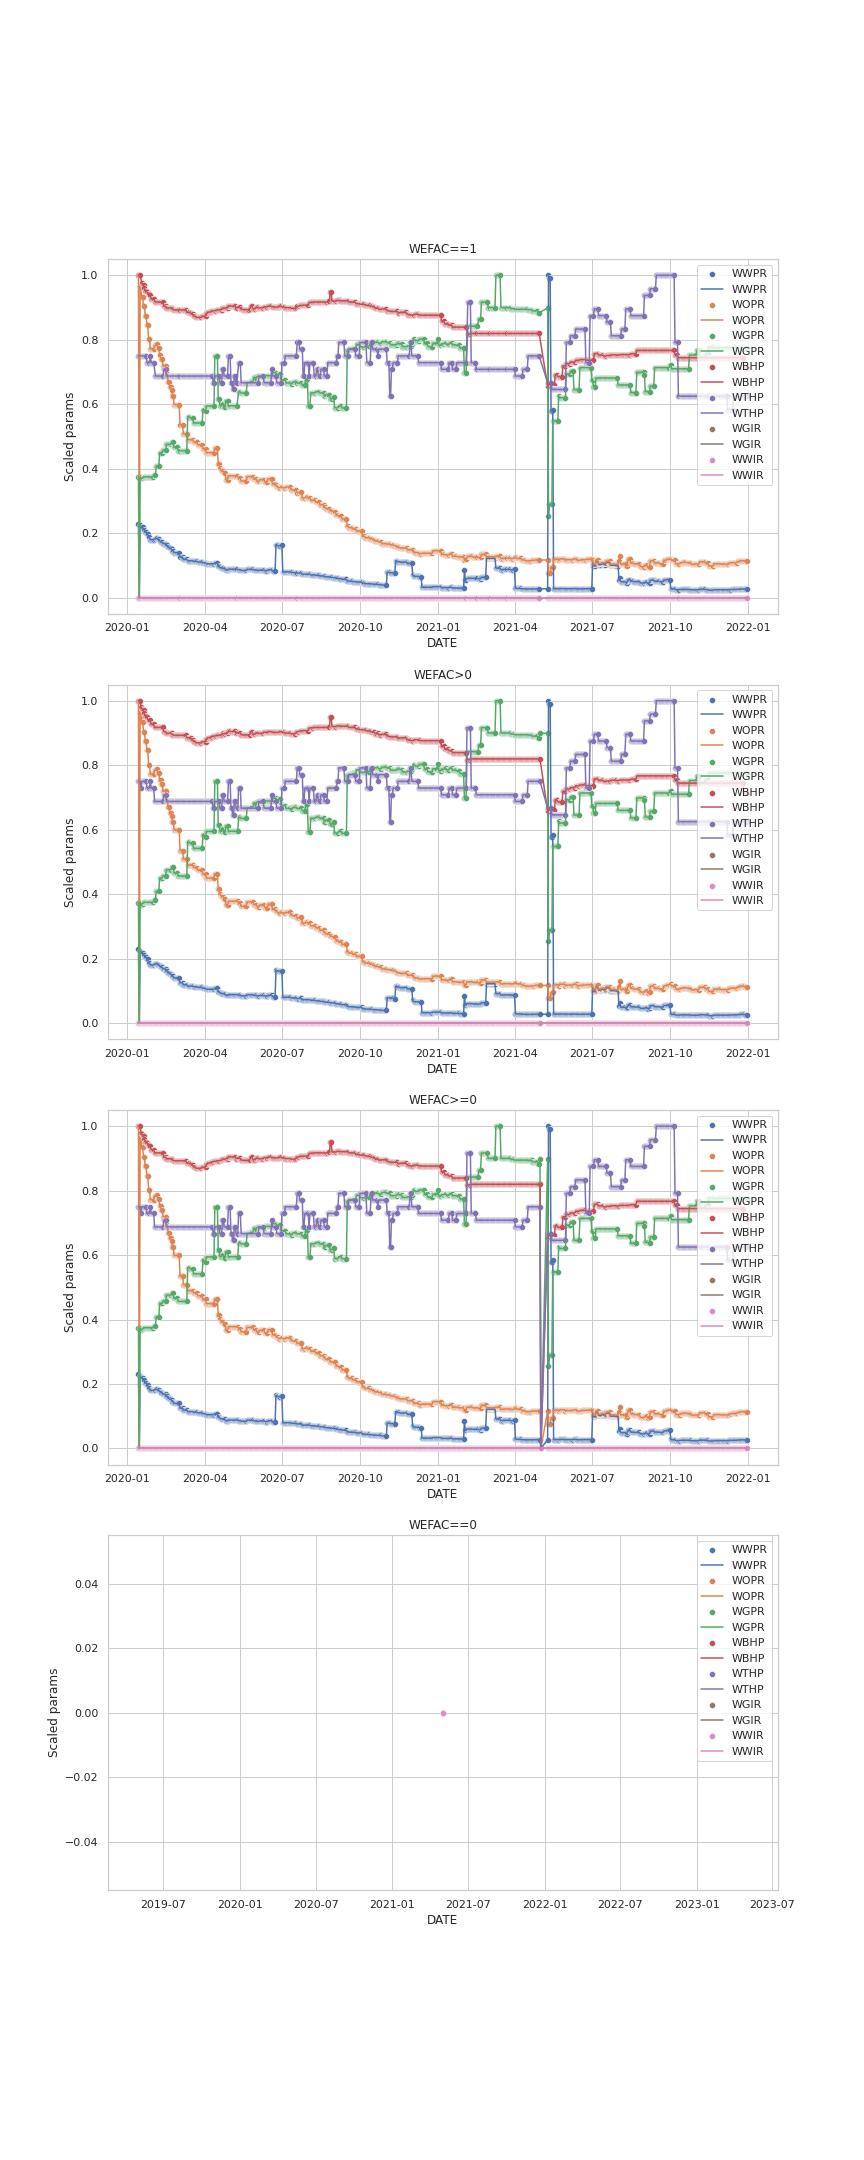 WEFAC==1
1.0
0.8
0.6
0.4
0.2
0.0
Scaled params
WWPR
WWPR
WOPR
WOPR
WGPR
WGPR
WBHP
WBHP
WTHP
WTHP
WGIR
WGIR
WWIR
WWIR
2020-01 2020-04 2020-07 2020-10 2021-01 2021-04 2021-07 2021-10 2022-01
DATE
WEFAC>0
1.0
0.8
0.6
0.4
0.2
0.0
Scaled params
WWPR
WWPR
WOPR
WOPR
WGPR
WGPR
WBHP
WBHP
WTHP
WTHP
WGIR
WGIR
WWIR
WWIR
2020-01 2020-04 2020-07 2020-10 2021-01 2021-04 2021-07 2021-10 2022-01
DATE
WEFAC>=0
1.0
0.8
0.6
0.4
0.2
0.0
Scaled params
WWPR
WWPR
WOPR
WOPR
WGPR
WGPR
WBHP
WBHP
WTHP
WTHP
WGIR
WGIR
WWIR
WWIR
2020-01 2020-04 2020-07 2020-10 2021-01 2021-04 2021-07 2021-10 2022-01
DATE
WEFAC==0
0.04
0.02
0.00
−0.02
−0.04
Scaled params
WWPR
WWPR
WOPR
WOPR
WGPR
WGPR
WBHP
WBHP
WTHP
WTHP
WGIR
WGIR
WWIR
WWIR
2019-07 2020-01 2020-07 2021-01 2021-07 2022-01 2022-07 2023-01 2023-07
DATE